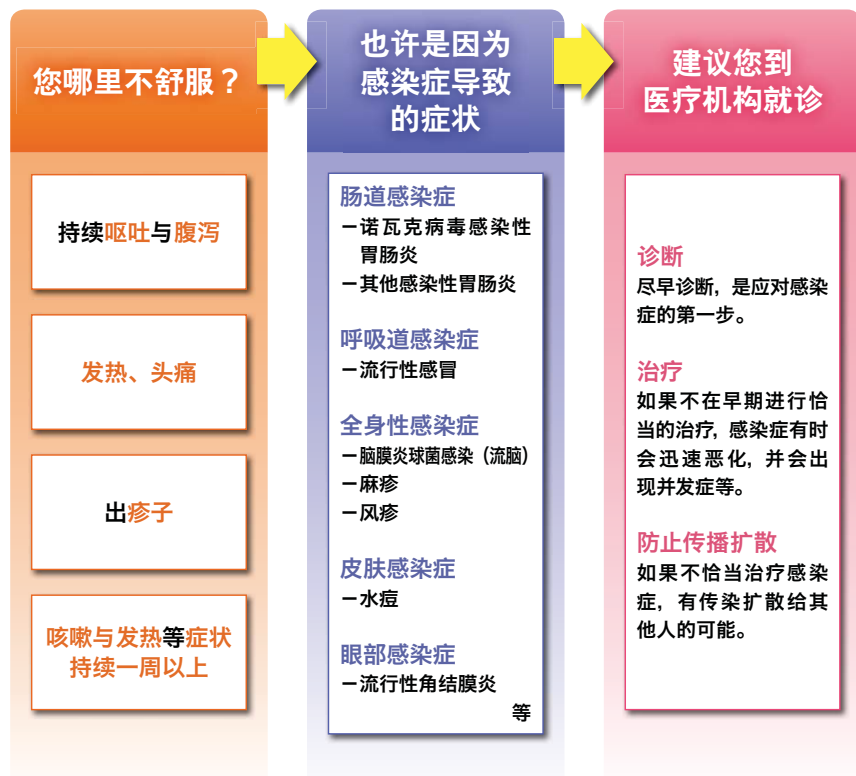 您哪里不舒服？
持续呕吐与腹泻
发热、头痛
出疹子
咳嗽与发热等症状
持续一周以上
也许是因为
感染症导致
的症状
肠道感染症
－诺瓦克病毒感染性
胃肠炎
－其他感染性胃肠炎
呼吸道感染症
－流行性感冒
全身性感染症
－脑膜炎球菌感染（流脑）
－麻疹
－风疹
皮肤感染症
－水痘
眼部感染症
－流行性角结膜炎
等
建议您到
医疗机构就诊
诊断
尽早诊断，是应对感染
症的第一步。
治疗
如果不在早期进行恰
当的治疗，感染症有时
会迅速恶化，并会出
现并发症等。
防止传播扩散
如果不恰当治疗感染
症，有传染扩散给其
他人的可能。